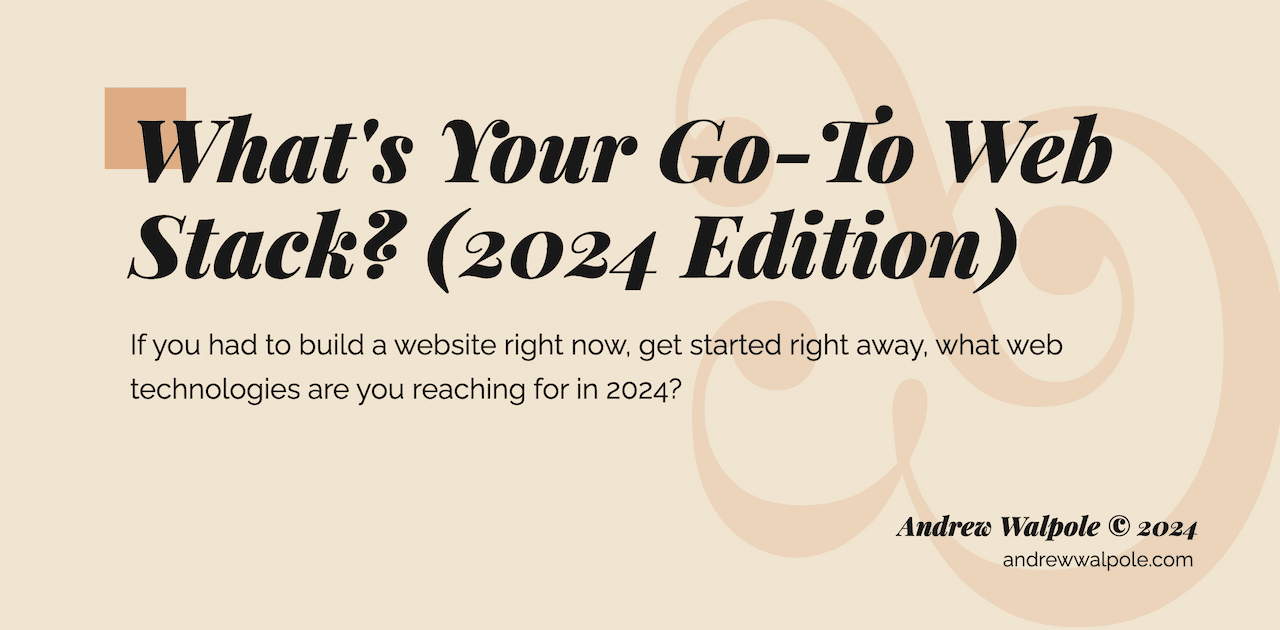 What's Your Go-To Web
Stack? (2024 Edition)
If you had to build a website right now, get started right away, what web
technologies are you reaching for in 2024?
Andrew Walpole © 2024
andrewwalpole.com